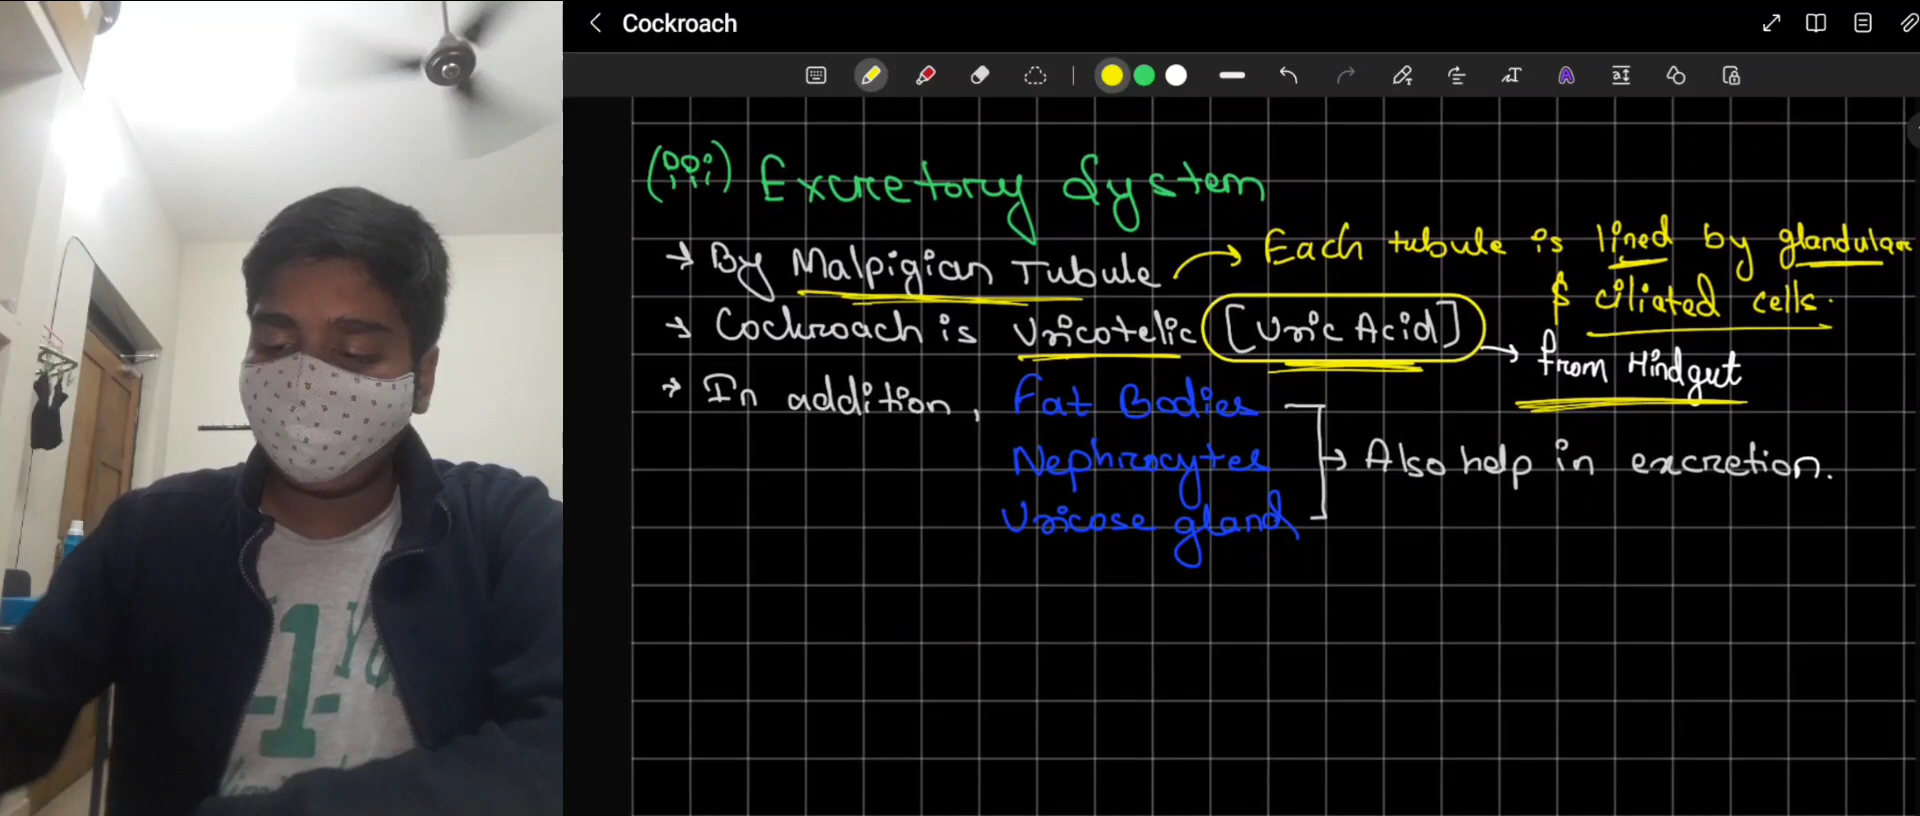 Cockroach
(iii) Excretory System
→ By Malpigian Tubule → Each tubule is lined by glandular
$ ciliated cells.
→ Cockroach is Uricotelic [Uric Acid] → from Hindgut
→ In addition, Fat Bodies
Nephrocytes → Also help in excretion.
Uricose gland
1